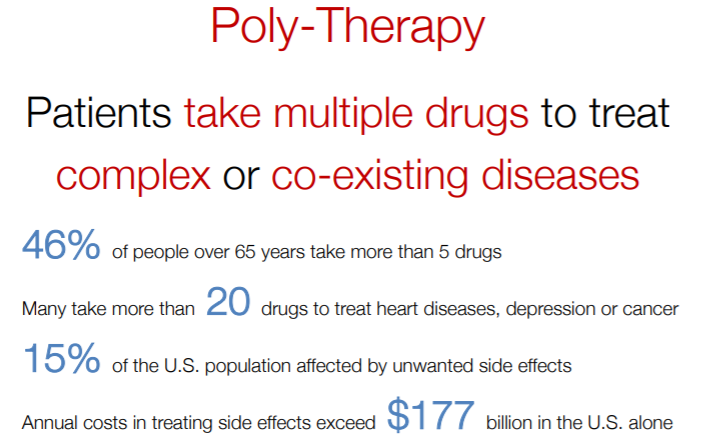 Poly-Therapy
Patients take multiple drugs to treat
complex or co-existing diseases
46% of people over 65 years take more than 5 drugs
Many take more than 20 drugs to treat heart diseases, depression or cancer
15% of the U.S. population affected by unwanted side effects
Annual costs in treating side effects exceed $177 billion in the U.S. alone